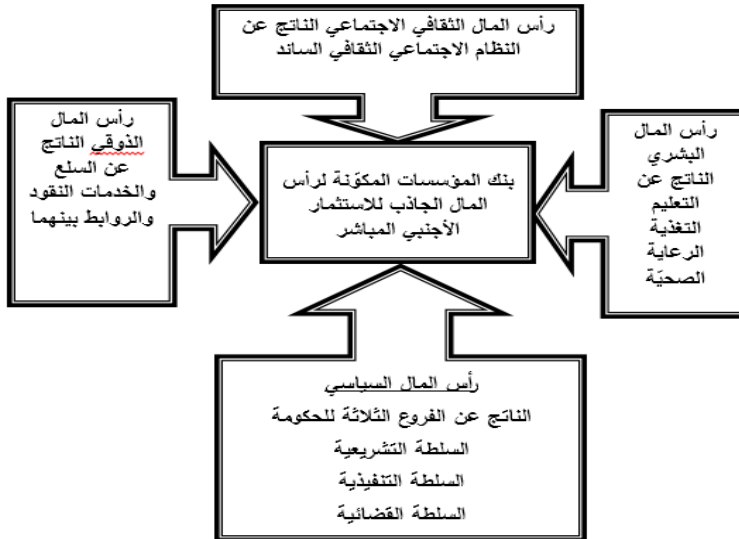 رأس المال الثقافي الاجتماعي الناتج عن
النظام الاجتماعي الثقافي الساند
رأس المال
البشري
الناتج عن
التعليم
التغذية
الرعاية
الصحيّة
بنك المؤسسات المكوّنة لرأس
المال الجاذب للاستثمار
الأجنبي المباشر
رأس المال
الذوقي الناتج
عن السلع
والخدمات النقود
والروابط بينهما
رأس المال السياسي
الناتج عن الفروع الثلاثة للحكومة
السلطة التشريعية
السلطة التنفيذية
السلطة القضائية